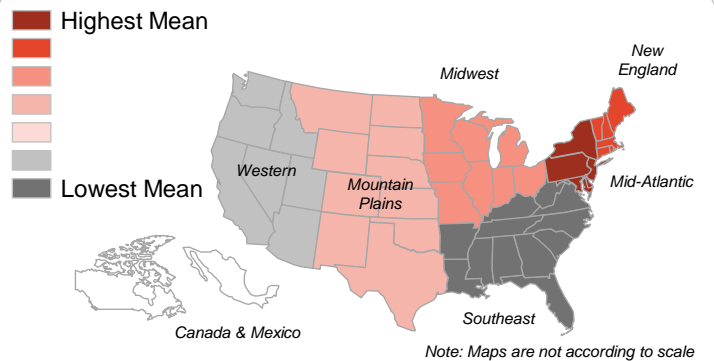 Highest Mean
Lowest Mean
New
England
Midwest
Western
Mountain
Plains
Mid-Atlantic
Southeast
Canada & Mexico
Note: Maps are not according to scale